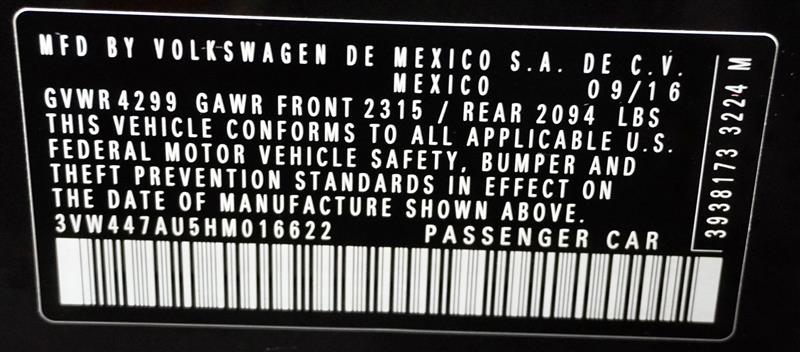 MFD BY VOLKSWAGEN DE MEXICO S.A. DE C.V.
MEXICO 09/16
GVWR 4299 GAWR FRONT 2315 / REAR 2094 LBS
THIS VEHICLE CONFORMS TO ALL APPLICABLE U.S.
FEDERAL MOTOR VEHICLE SAFETY, BUMPER AND
THEFT PREVENTION STANDARDS IN EFFECT ON
THE DATE OF MANUFACTURE SHOWN ABOVE.
3VW447AU5HM016622 PASSENGER CAR
3938173 3224 M